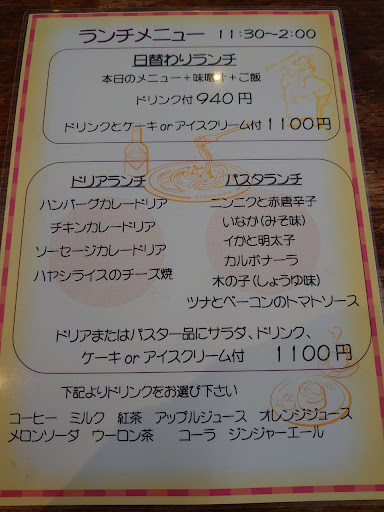 ランチメニュー 11:30~2:00
日替わりランチ
本日のメニュー+味噌汁+ご飯
ドリンク付 940円
ドリンクとケーキorアイスクリーム付 1100円
ドリアランチ
ハンバーグカレードリア
チキンカレードリア
ソーセージカレードリア
ハヤシライスのチーズ焼
パスタランチ
ニンニクと赤唐辛子
いなか(みそ味)
イカと明太子
カルボナーラ
木の子(しょうゆ味)
ツナとベーコンのトマトソース
ドリアまたはパスタ一品にサラダ、ドリンク、
ケーキorアイスクリーム付 1100円
下記よりドリンクをお選び下さい
コーヒー ミルク 紅茶 アップルジュース オレンジジュース
メロンソーダ ウーロン茶 コーラ ジンジャーエール